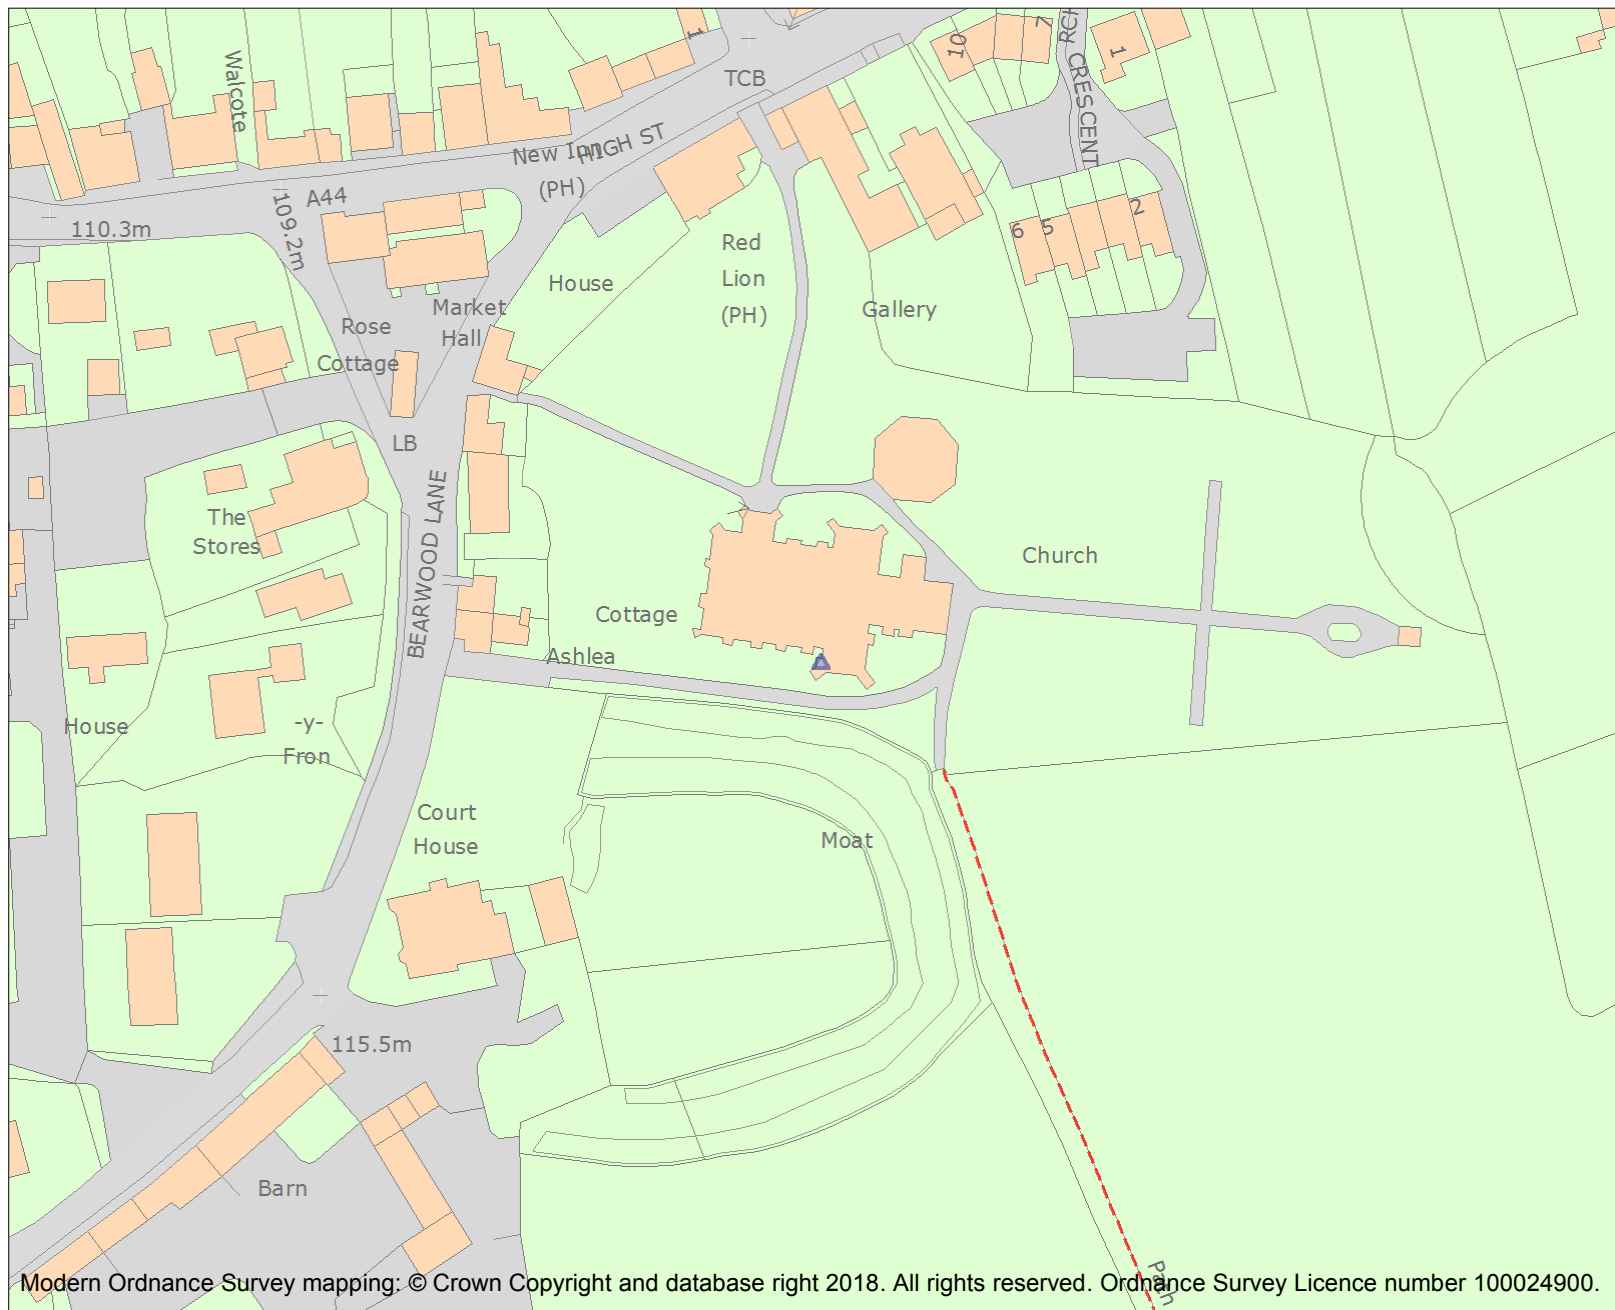 Walcote
1
10
7
RCH CRESCENT
1
TCB
New Inn
(PH)
HIGH ST
A44
109.2m
110.3m
2
5
6
Red
Lion
(PH)
House
Gallery
Market
Hall
Rose
Cottage
LB
BEARWOOD LANE
The
Stores
Church
Cottage
Ashlea
House
-y-
Fron
Court
House
Moat
115.5m
Barn
Path
Modern Ordnance Survey mapping: © Crown Copyright and database right 2018. All rights reserved. Ordnance Survey Licence number 100024900.